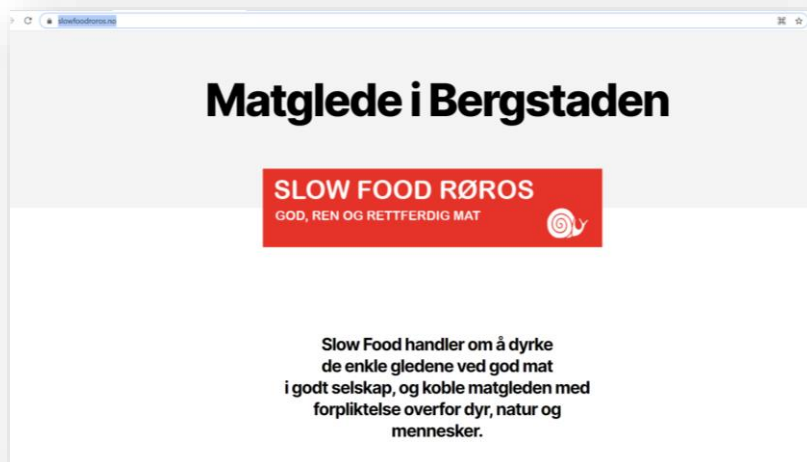 slowfoodroros.no
Matglede i Bergstaden
SLOW FOOD RØROS
GOD, REN OG RETTFERDIG MAT
Slow Food handler om å dyrke
de enkle gledene ved god mat
i godt selskap, og koble matgleden med
forpliktelse overfor dyr, natur og
mennesker.